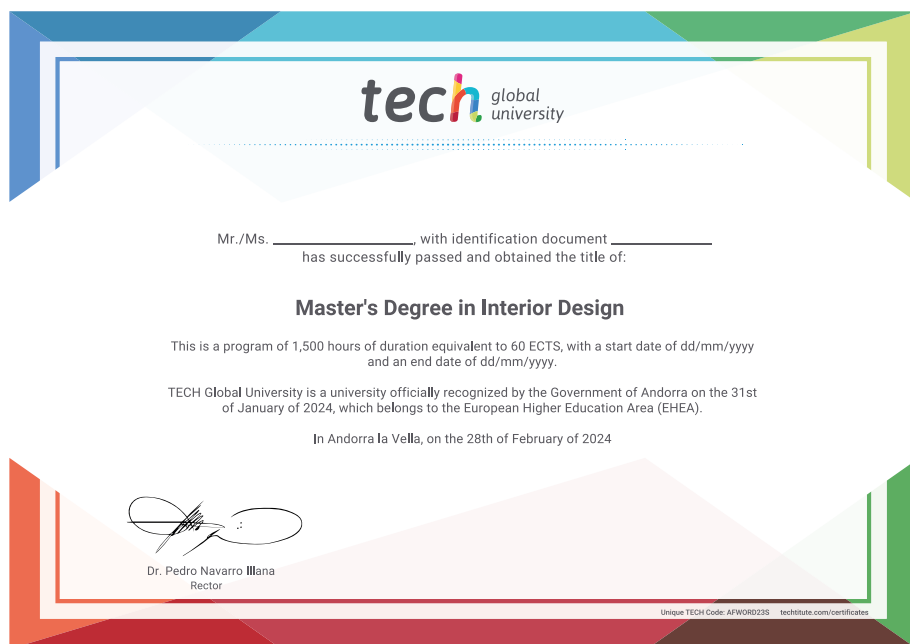 tech global university
Mr./Ms. ____________________, with identification document ______________
has successfully passed and obtained the title of:
Master's Degree in Interior Design
This is a program of 1,500 hours of duration equivalent to 60 ECTS, with a start date of dd/mm/yyyy
and an end date of dd/mm/yyyy.
TECH Global University is a university officially recognized by the Government of Andorra on the 31st
of January of 2024, which belongs to the European Higher Education Area (EHEA).
In Andorra la Vella, on the 28th of February of 2024
Dr. Pedro Navarro Illana
Rector
Unique TECH Code: AFWORD23S techtitute.com/certificates